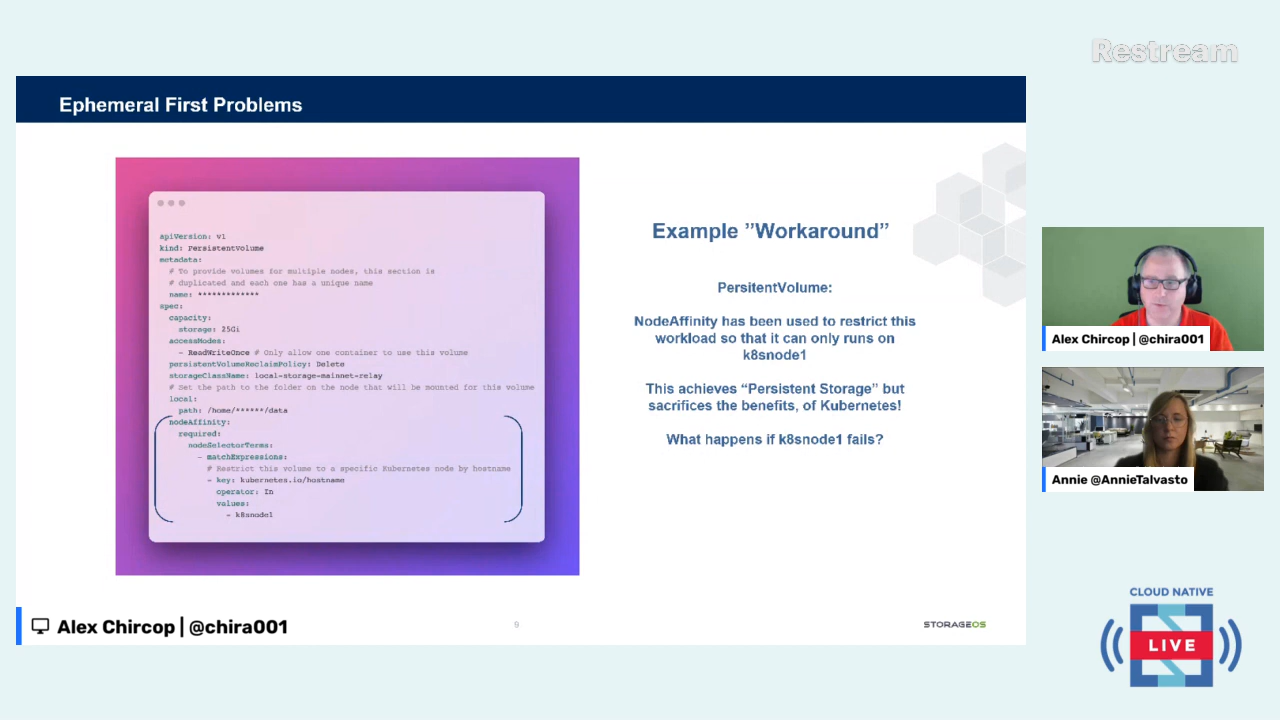 Restream
Ephemeral First Problems
apiVersion: v1
kind: PersistentVolume
metadata:
# To provide volumes for multiple nodes, this section is
# duplicated and each one has a unique name
name: *************
spec:
capacity:
storage: 25Gi
accessModes:
- ReadWriteOnce # Only allow one container to use this volume
persistentVolumeReclaimPolicy: Delete
storageClassName: local-storage-mainnet-relay
# Set the path to the folder on the node that will be mounted for this volume
local:
path: /home/******/data
nodeAffinity:
required:
nodeSelectorTerms:
- matchExpressions:
# Restrict this volume to a specific Kubernetes node by hostname
- key: kubernetes.io/hostname
operator: In
values:
- k8snode1
Example ”Workaround”
PersitentVolume:
NodeAffinity has been used to restrict this
workload so that it can only runs on
k8snode1
This achieves “Persistent Storage” but
sacrifices the benefits, of Kubernetes!
What happens if k8snode1 fails?
Alex Chircop | @chira001
Annie @AnnieTalvasto
Alex Chircop | @chira001
9
STORAGEOS
CLOUD NATIVE
LIVE